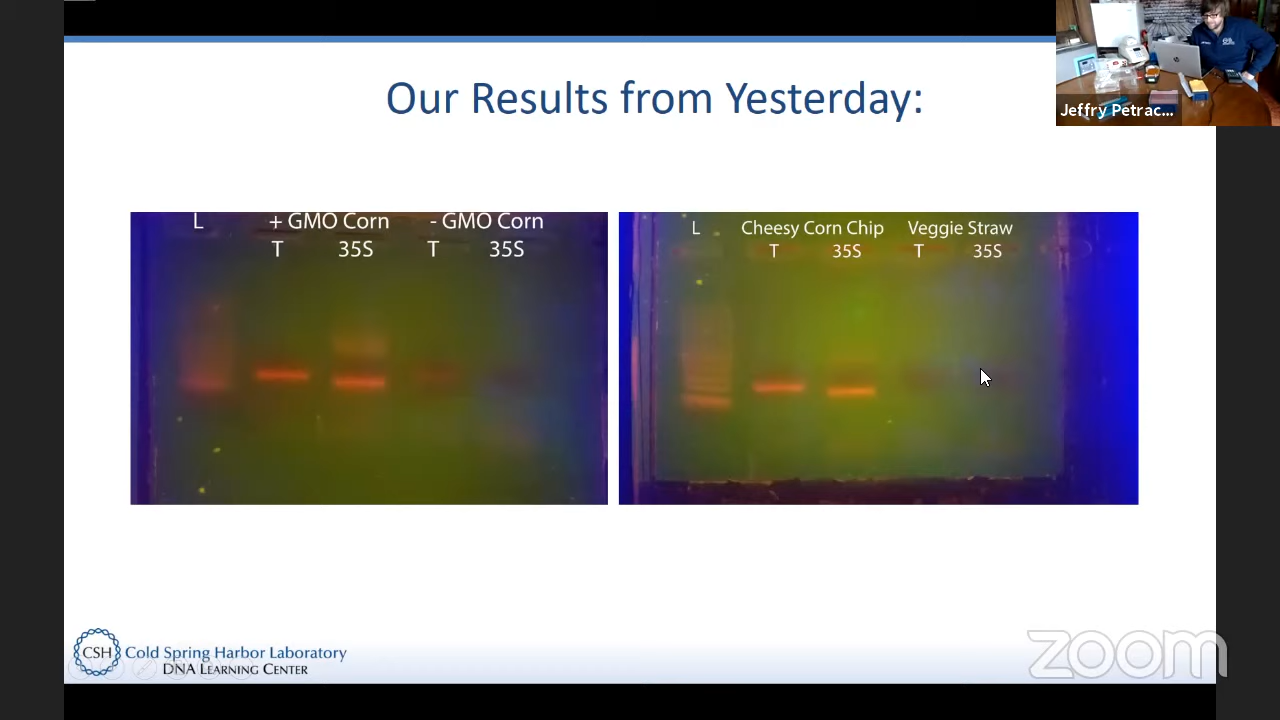 Our Results from Yesterday:
Jeffry Petrac...
L
+ GMO Corn
- GMO Corn
T
35S
T
35S
L
Cheesy Corn Chip
Veggie Straw
T
35S
T
35S
CSH
Cold Spring Harbor Laboratory
DNA LEARNING CENTER
zoom